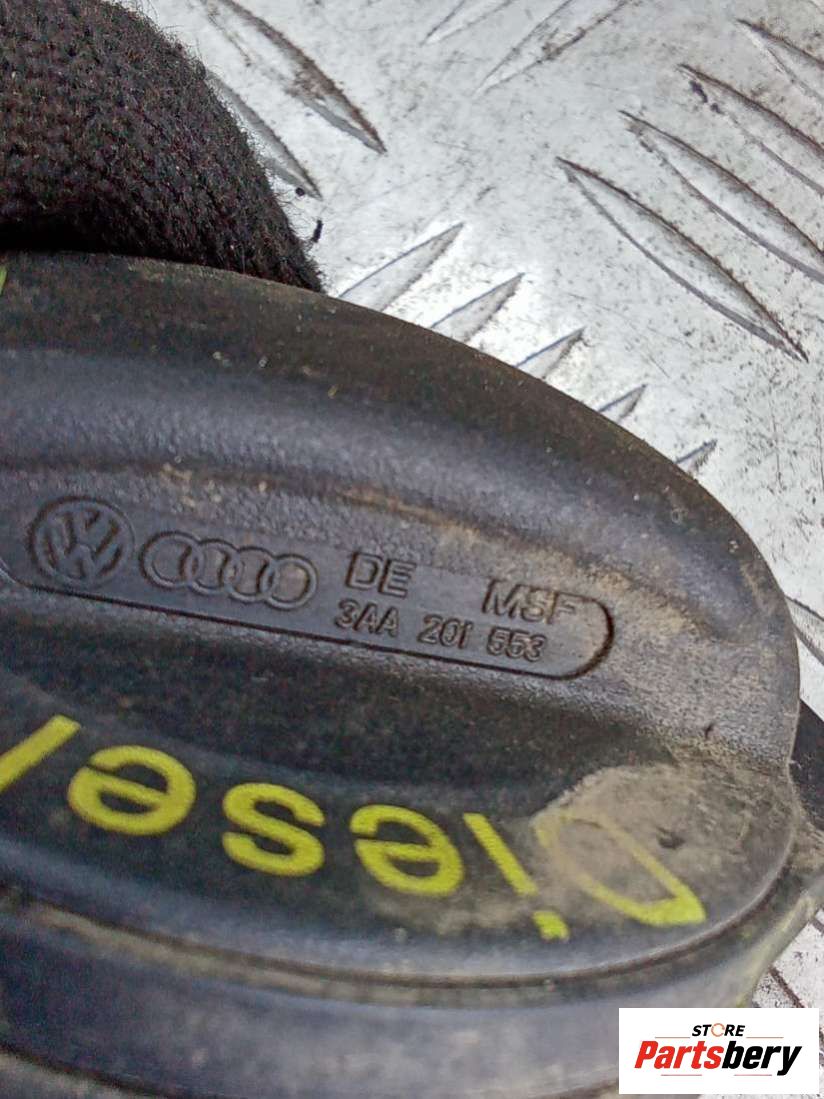 DE MSF
3AA 201 553
Diesel
STORE
Partsbery